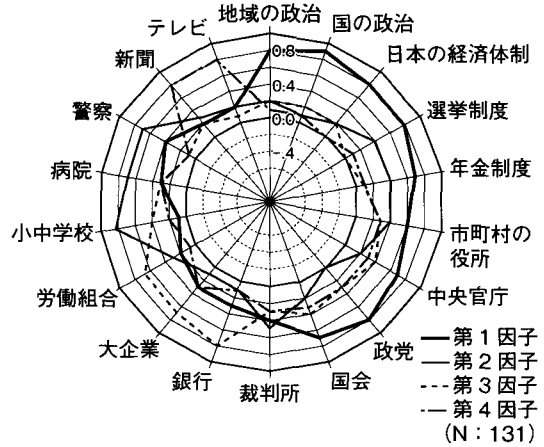 地域の政治
国の政治
日本の経済体制
選挙制度
年金制度
市町村の
役所
中央官庁
政党
国会
裁判所
銀行
大企業
労働組合
小中学校
病院
警察
新聞
テレビ
0.8
0.4
0.0
-.4
第1因子
第2因子
第3因子
第4因子
(N：131)